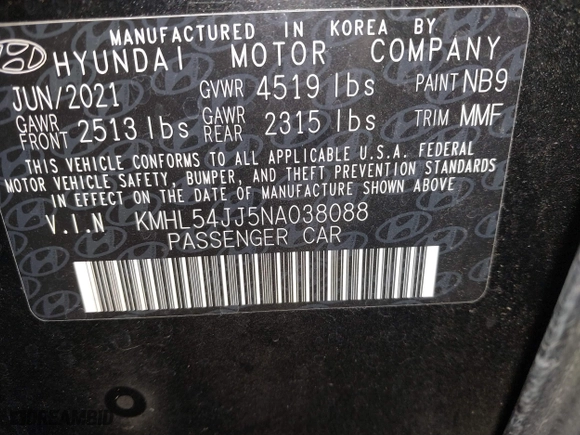 MANUFACTURED IN KOREA BY
HYUNDAI MOTOR COMPANY
JUN/2021 GVWR 4519 lbs PAINT NB9
GAWR FRONT 2513 lbs GAWR REAR 2315 lbs TRIM MMF
THIS VEHICLE CONFORMS TO ALL APPLICABLE U.S.A. FEDERAL
MOTOR VEHICLE SAFETY, BUMPER, AND THEFT PREVENTION STANDARDS
IN EFFECT ON THE DATE OF MANUFACTURE SHOWN ABOVE
V.I.N KMHL54JJ5NA038088
PASSENGER CAR